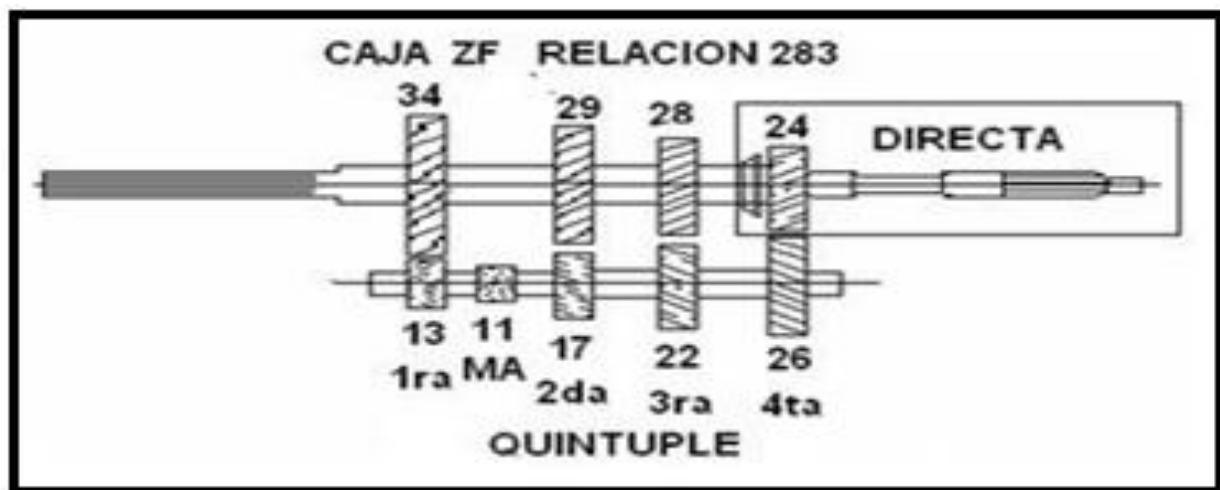 CAJA ZF RELACION 283
34 29 28 24
DIRECTA
13 11 17 22 26
1ra MA 2da 3ra 4ta
QUINTUPLE